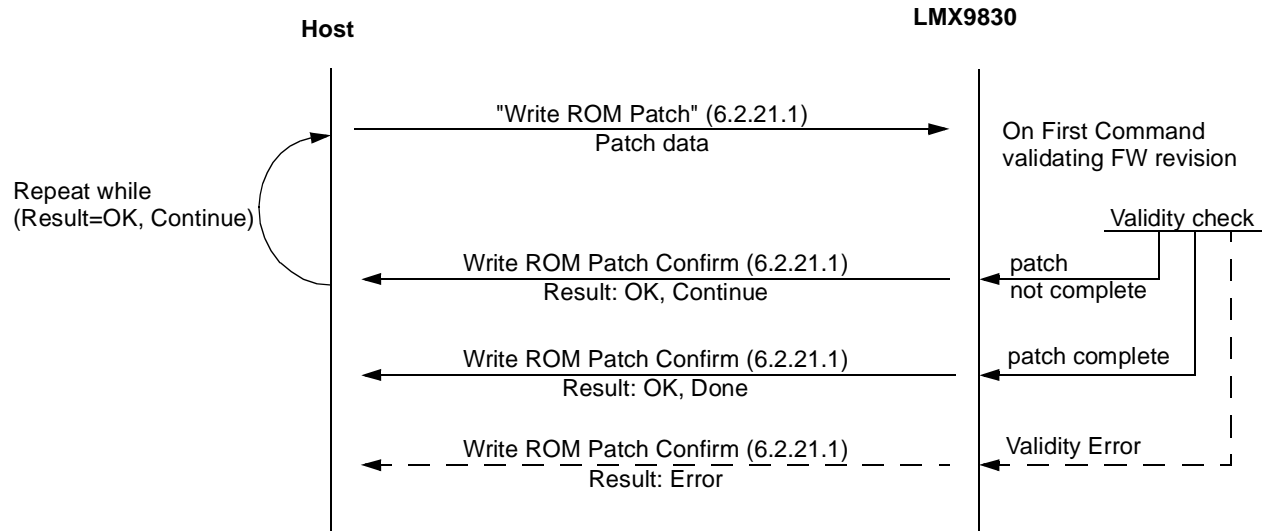 Host
LMX9830
"Write ROM Patch" (6.2.21.1)
Patch data
On First Command
validating FW revision
Repeat while
(Result=OK, Continue)
Validity check
Write ROM Patch Confirm (6.2.21.1)
Result: OK, Continue
patch
not complete
Write ROM Patch Confirm (6.2.21.1)
Result: OK, Done
patch complete
Write ROM Patch Confirm (6.2.21.1)
Result: Error
Validity Error